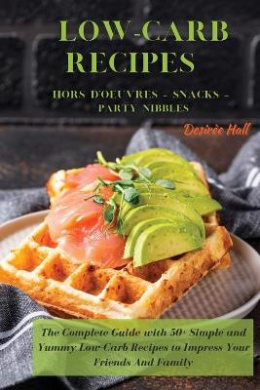 LOW-CARB
RECIPES
HORS D'OEUVRES - SNACKS -
PARTY NIBBLES
Desirèe Hall
The Complete Guide with 50+ Simple and
Yummy Low-Carb Recipes to Impress Your
Friends And Family